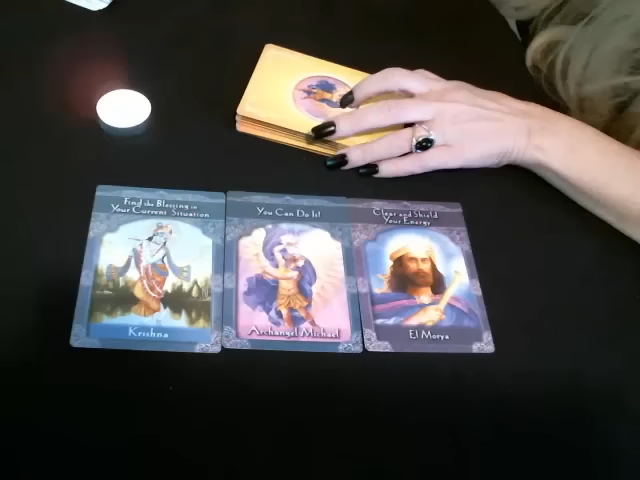 Find the Blessing in
Your Current Situation
Krishna
You Can Do It!
Archangel Michael
Clear and Shield
Your Energy
El Morya